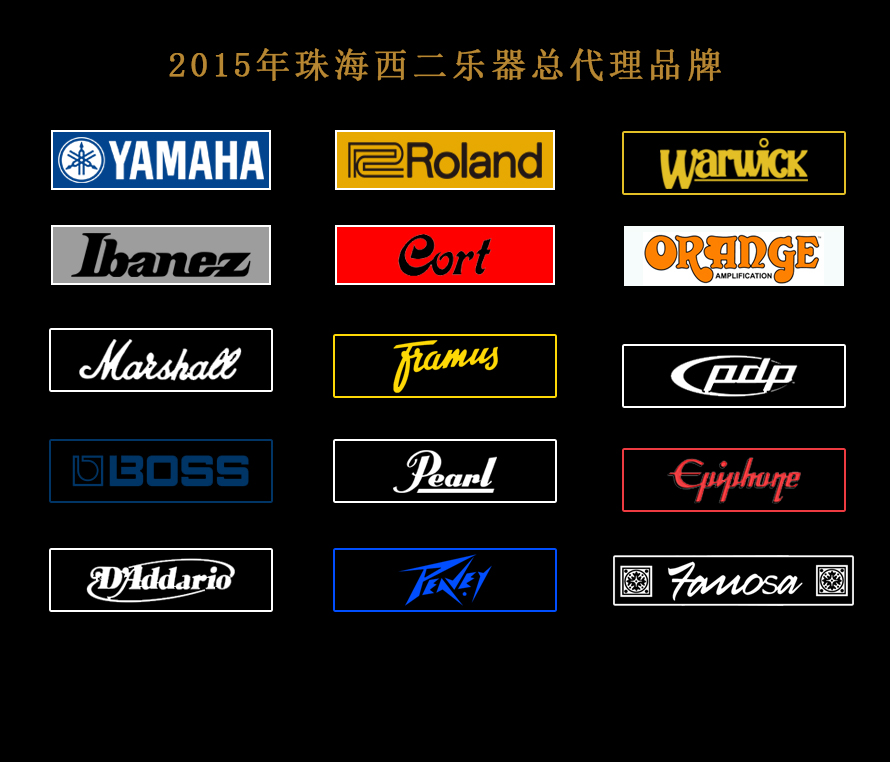 2015年珠海西二乐器总代理品牌
YAMAHA
Roland
Warwick
Ibanez
Cort
ORANGE
™
AMPLIFICATION
Marshall
Framus
pdp
BOSS
Pearl
Epiphone
D'Addario
PEAVEY
Famosa